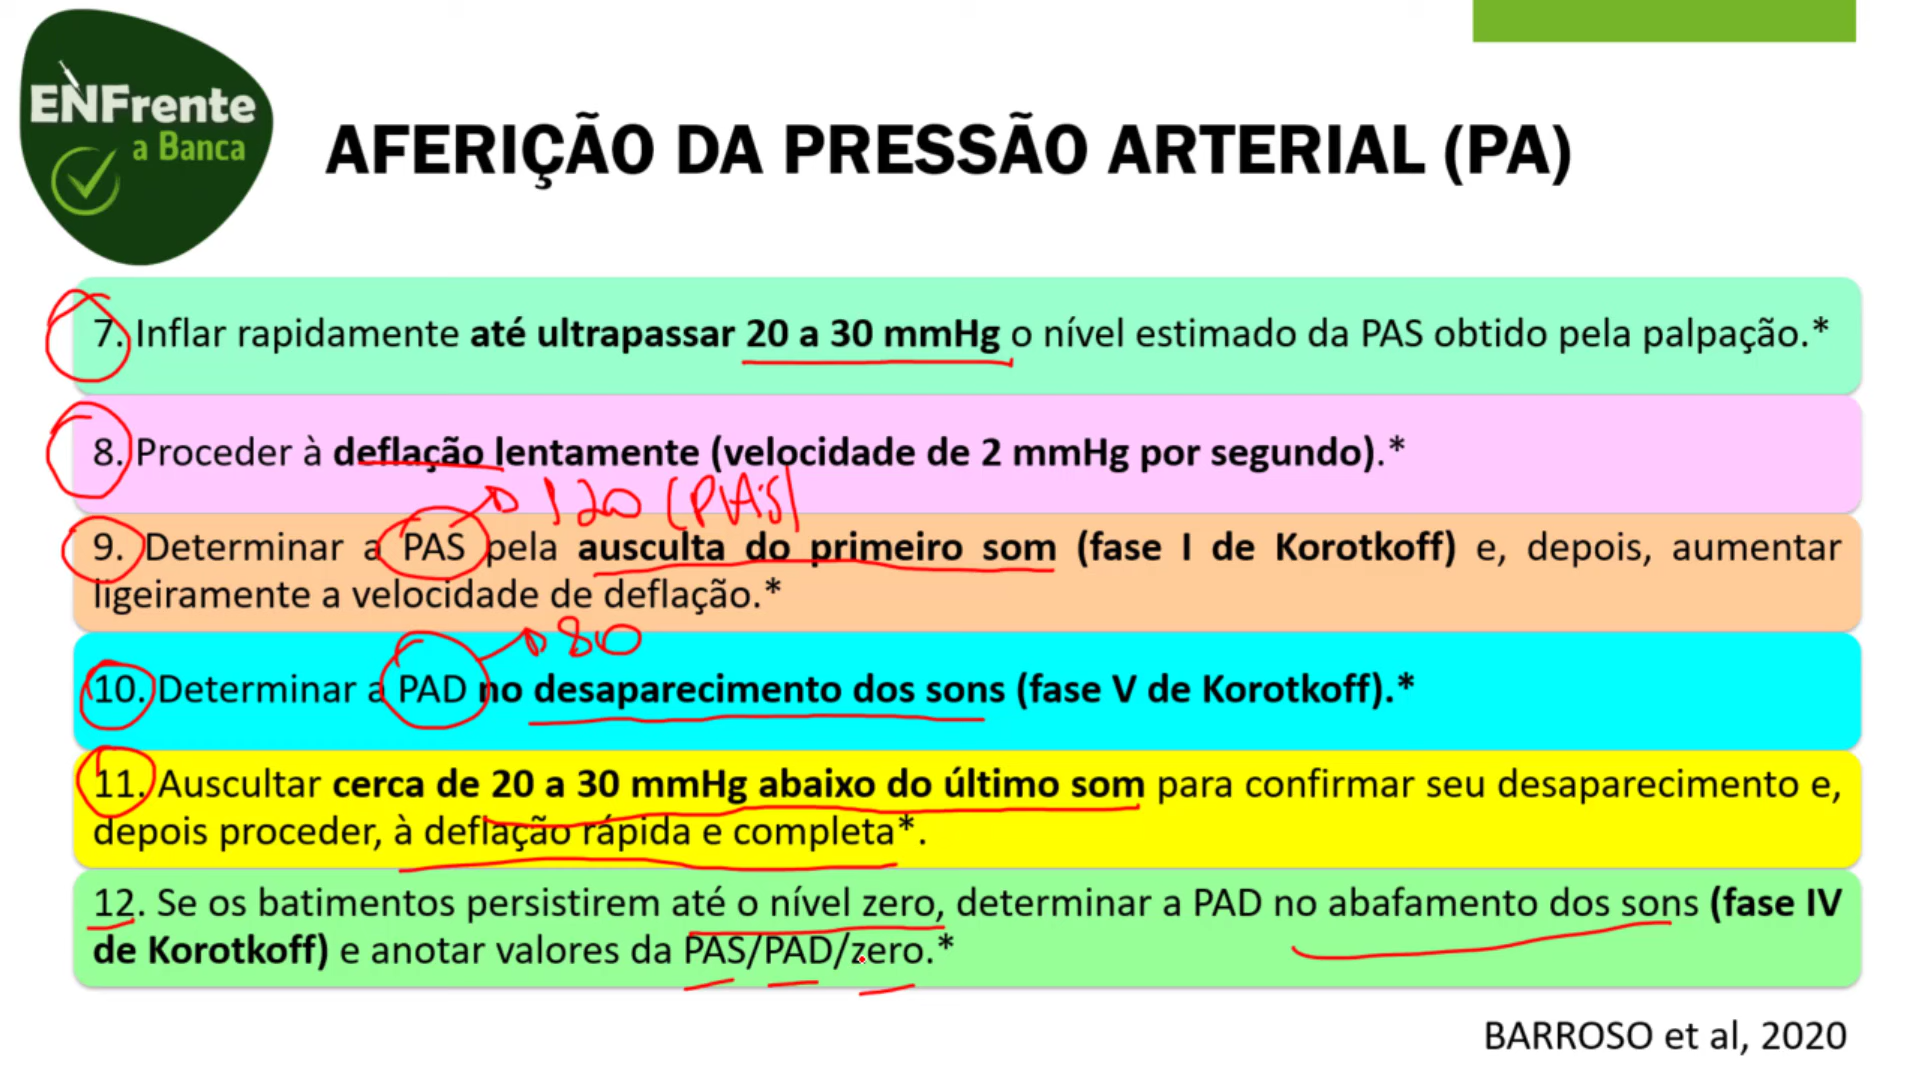 ENFrente
a Banca
AFERIÇÃO DA PRESSÃO ARTERIAL (PA)
7. Inflar rapidamente até ultrapassar 20 a 30 mmHg o nível estimado da PAS obtido pela palpação.*
8. Proceder à deflação lentamente (velocidade de 2 mmHg por segundo).*
120 (PAS)
9. Determinar a PAS pela ausculta do primeiro som (fase I de Korotkoff) e, depois, aumentar
ligeiramente a velocidade de deflação.*
80
10. Determinar a PAD no desaparecimento dos sons (fase V de Korotkoff).*
11. Auscultar cerca de 20 a 30 mmHg abaixo do último som para confirmar seu desaparecimento e,
depois proceder, à deflação rápida e completa*.
12. Se os batimentos persistirem até o nível zero, determinar a PAD no abafamento dos sons (fase IV
de Korotkoff) e anotar valores da PAS/PAD/zero.*
BARROSO et al, 2020